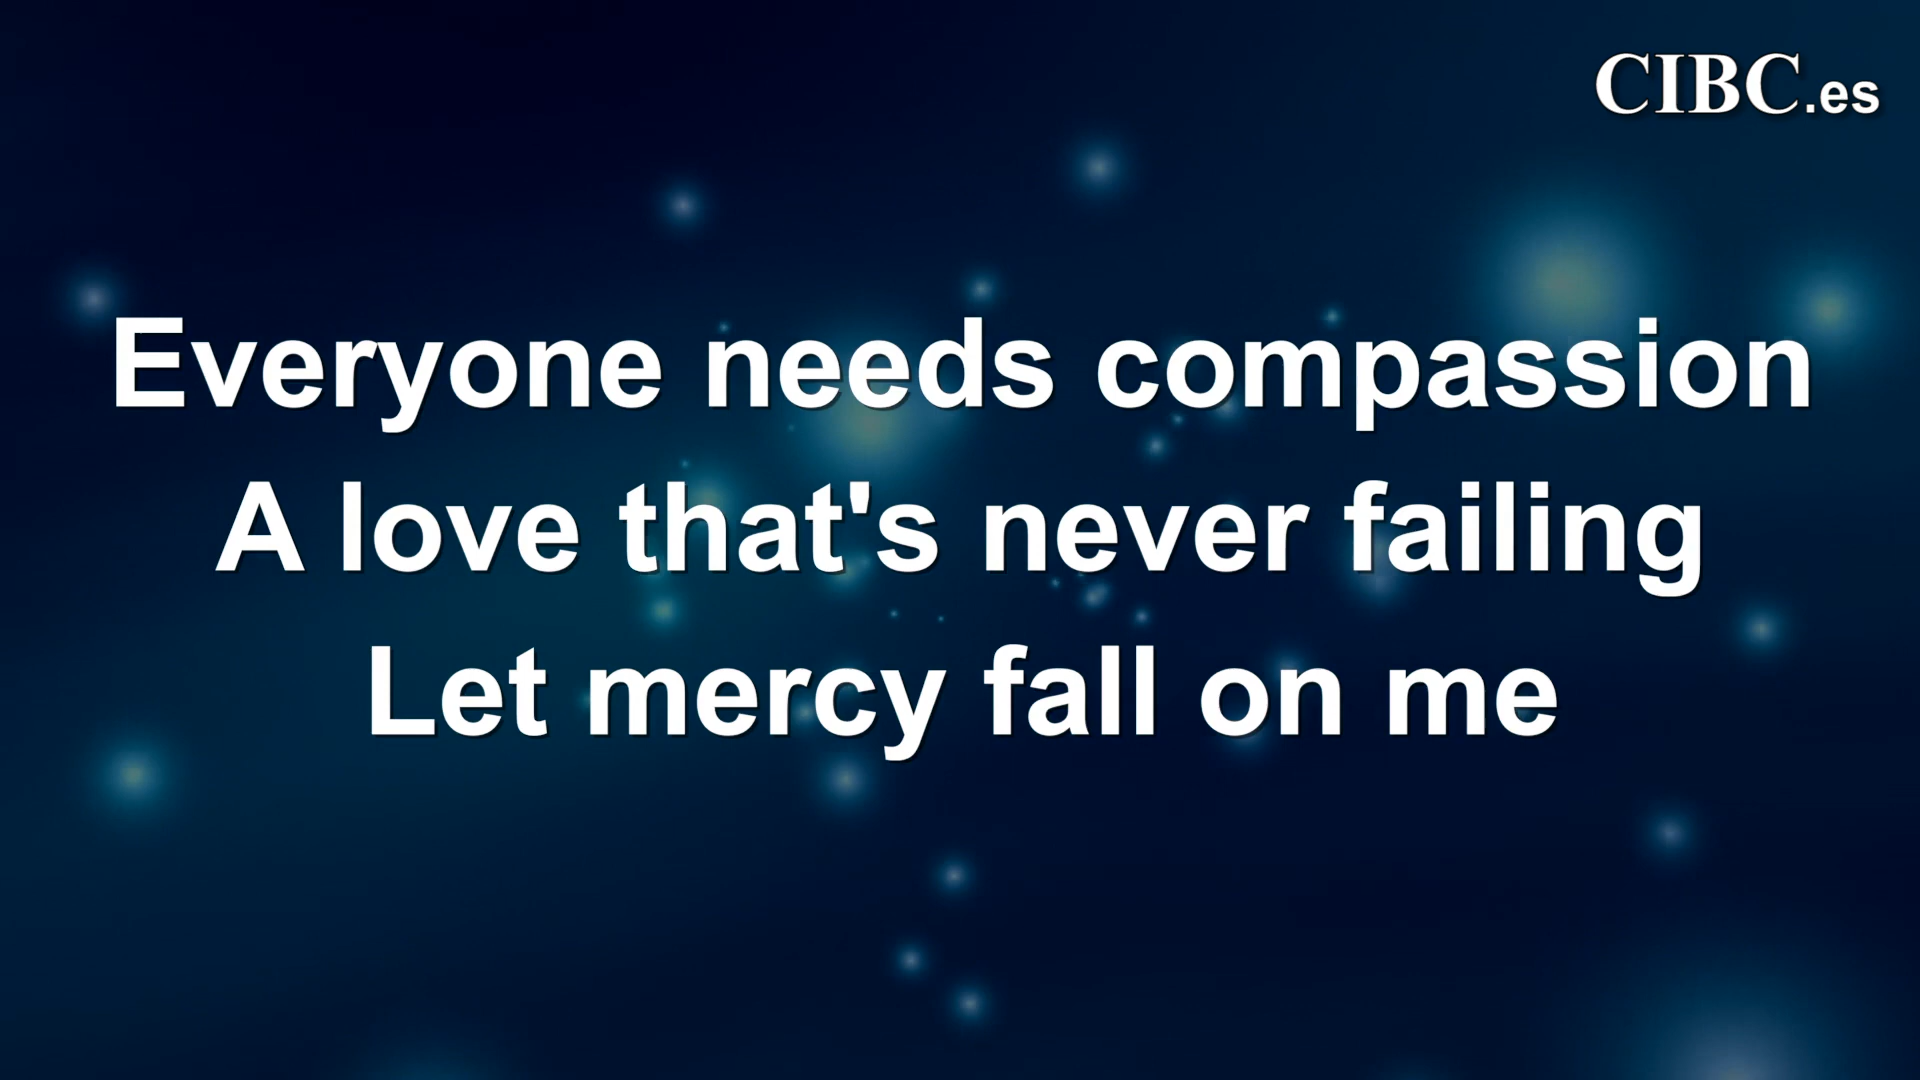 CIBC.es
Everyone needs compassion
A love that's never failing
Let mercy fall on me